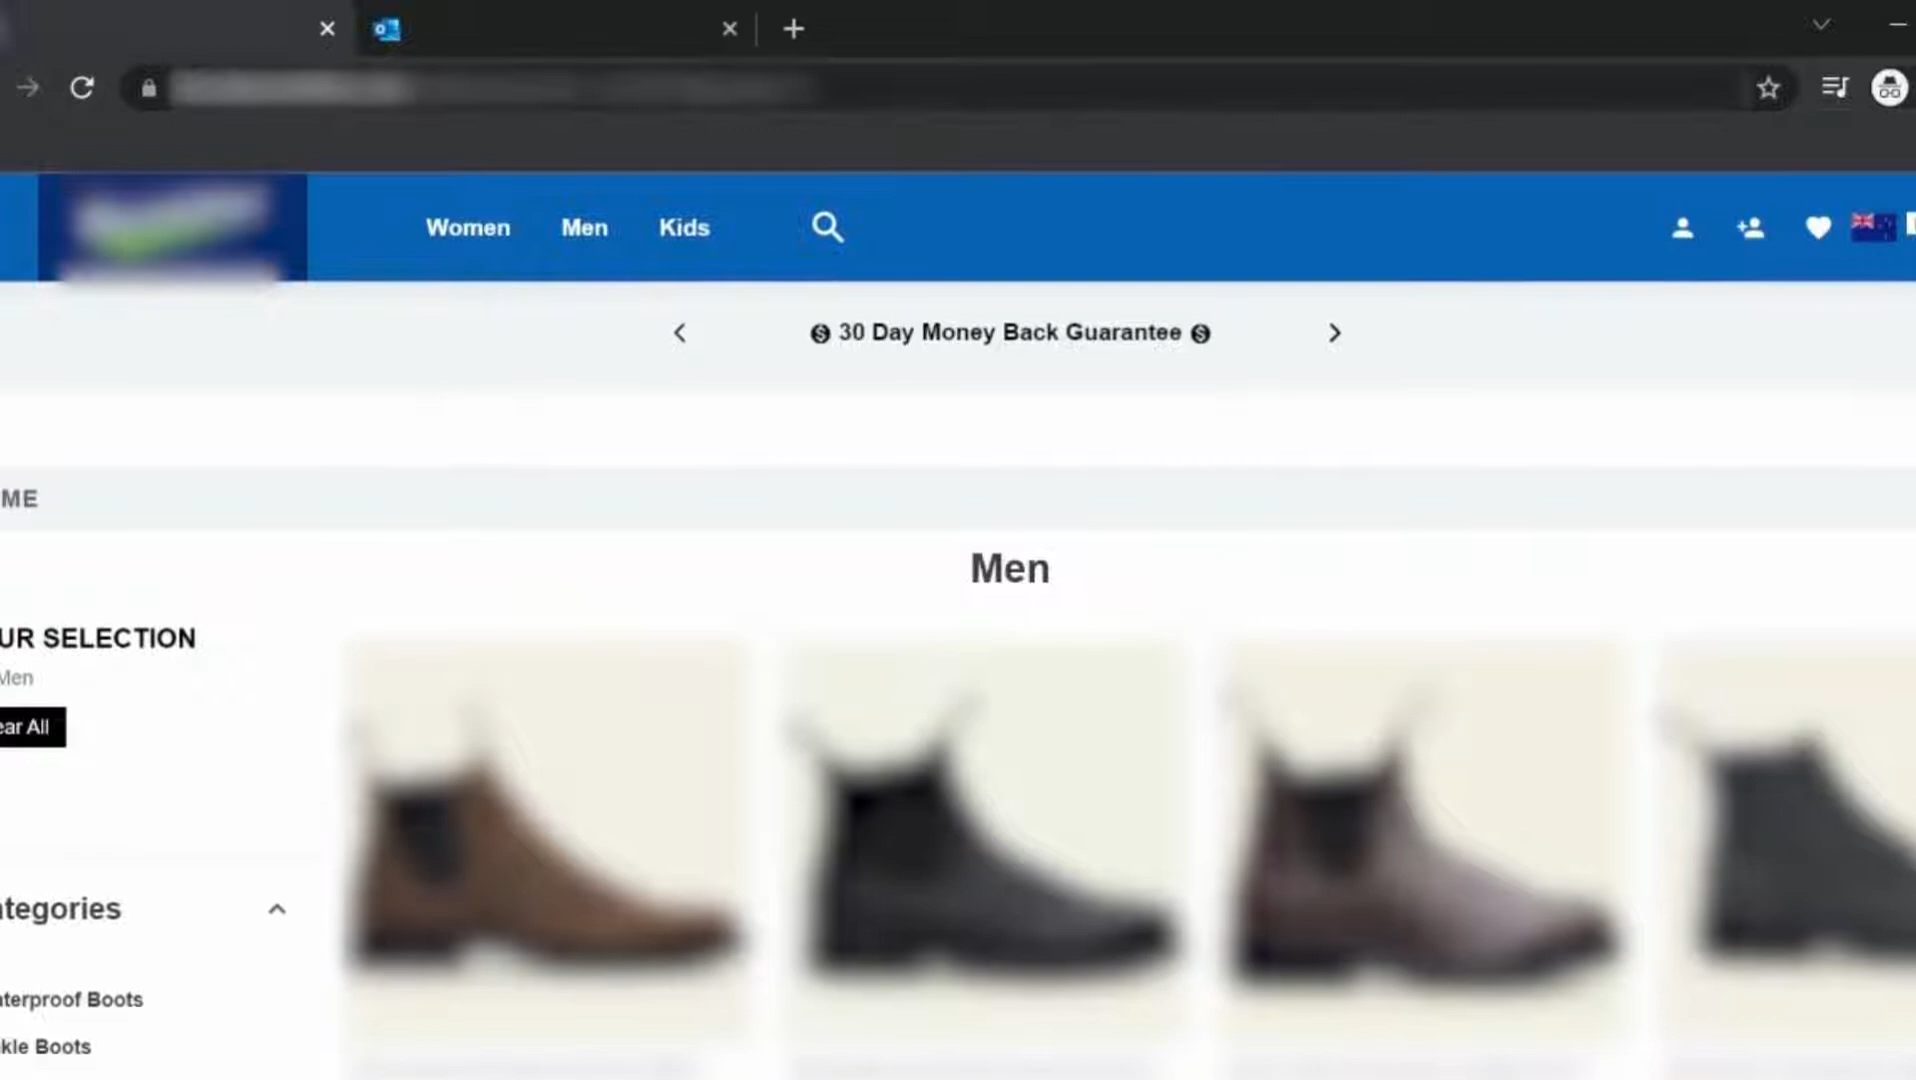 Women Men Kids
30 Day Money Back Guarantee
ME
Men
UR SELECTION
Men
ear All
tegories
terproof Boots
kle Boots